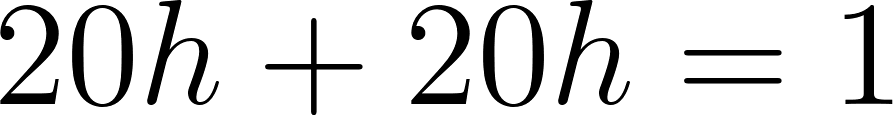 20h + 20h = 1